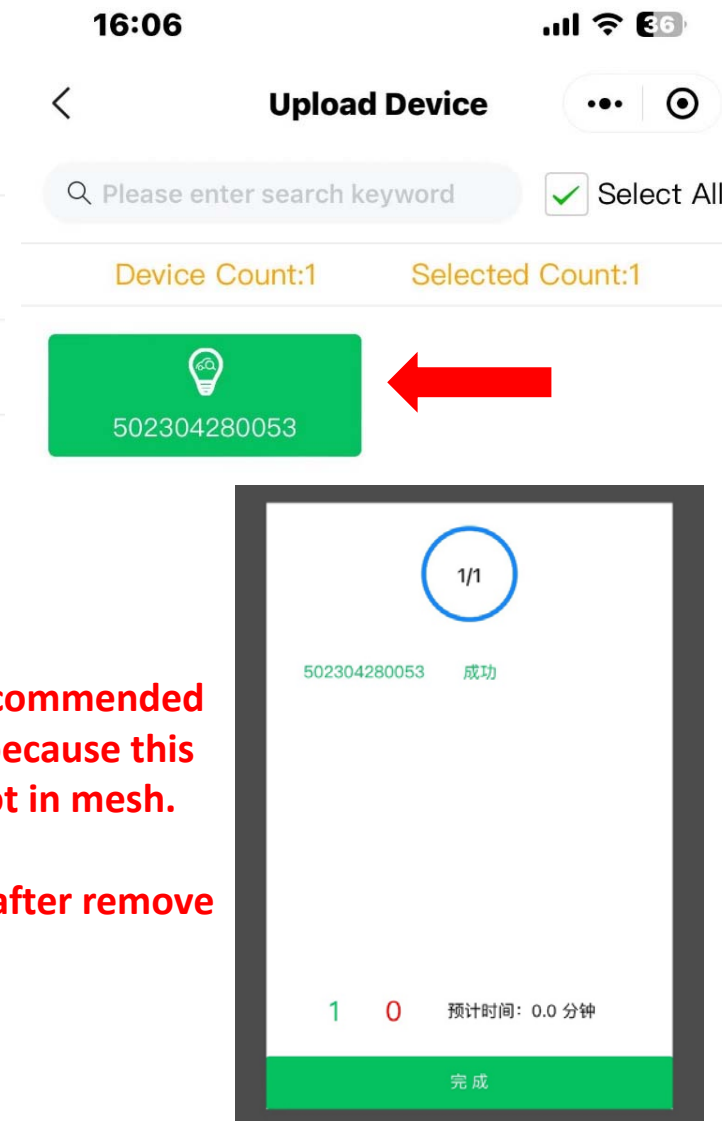 16:06
36
Upload Device
Please enter search keyword
Select All
Device Count:1
Selected Count:1
502304280053
1/1
502304280053 成功
commended
because this
in mesh.
after remove
1 0 预计时间：0.0 分钟
完成